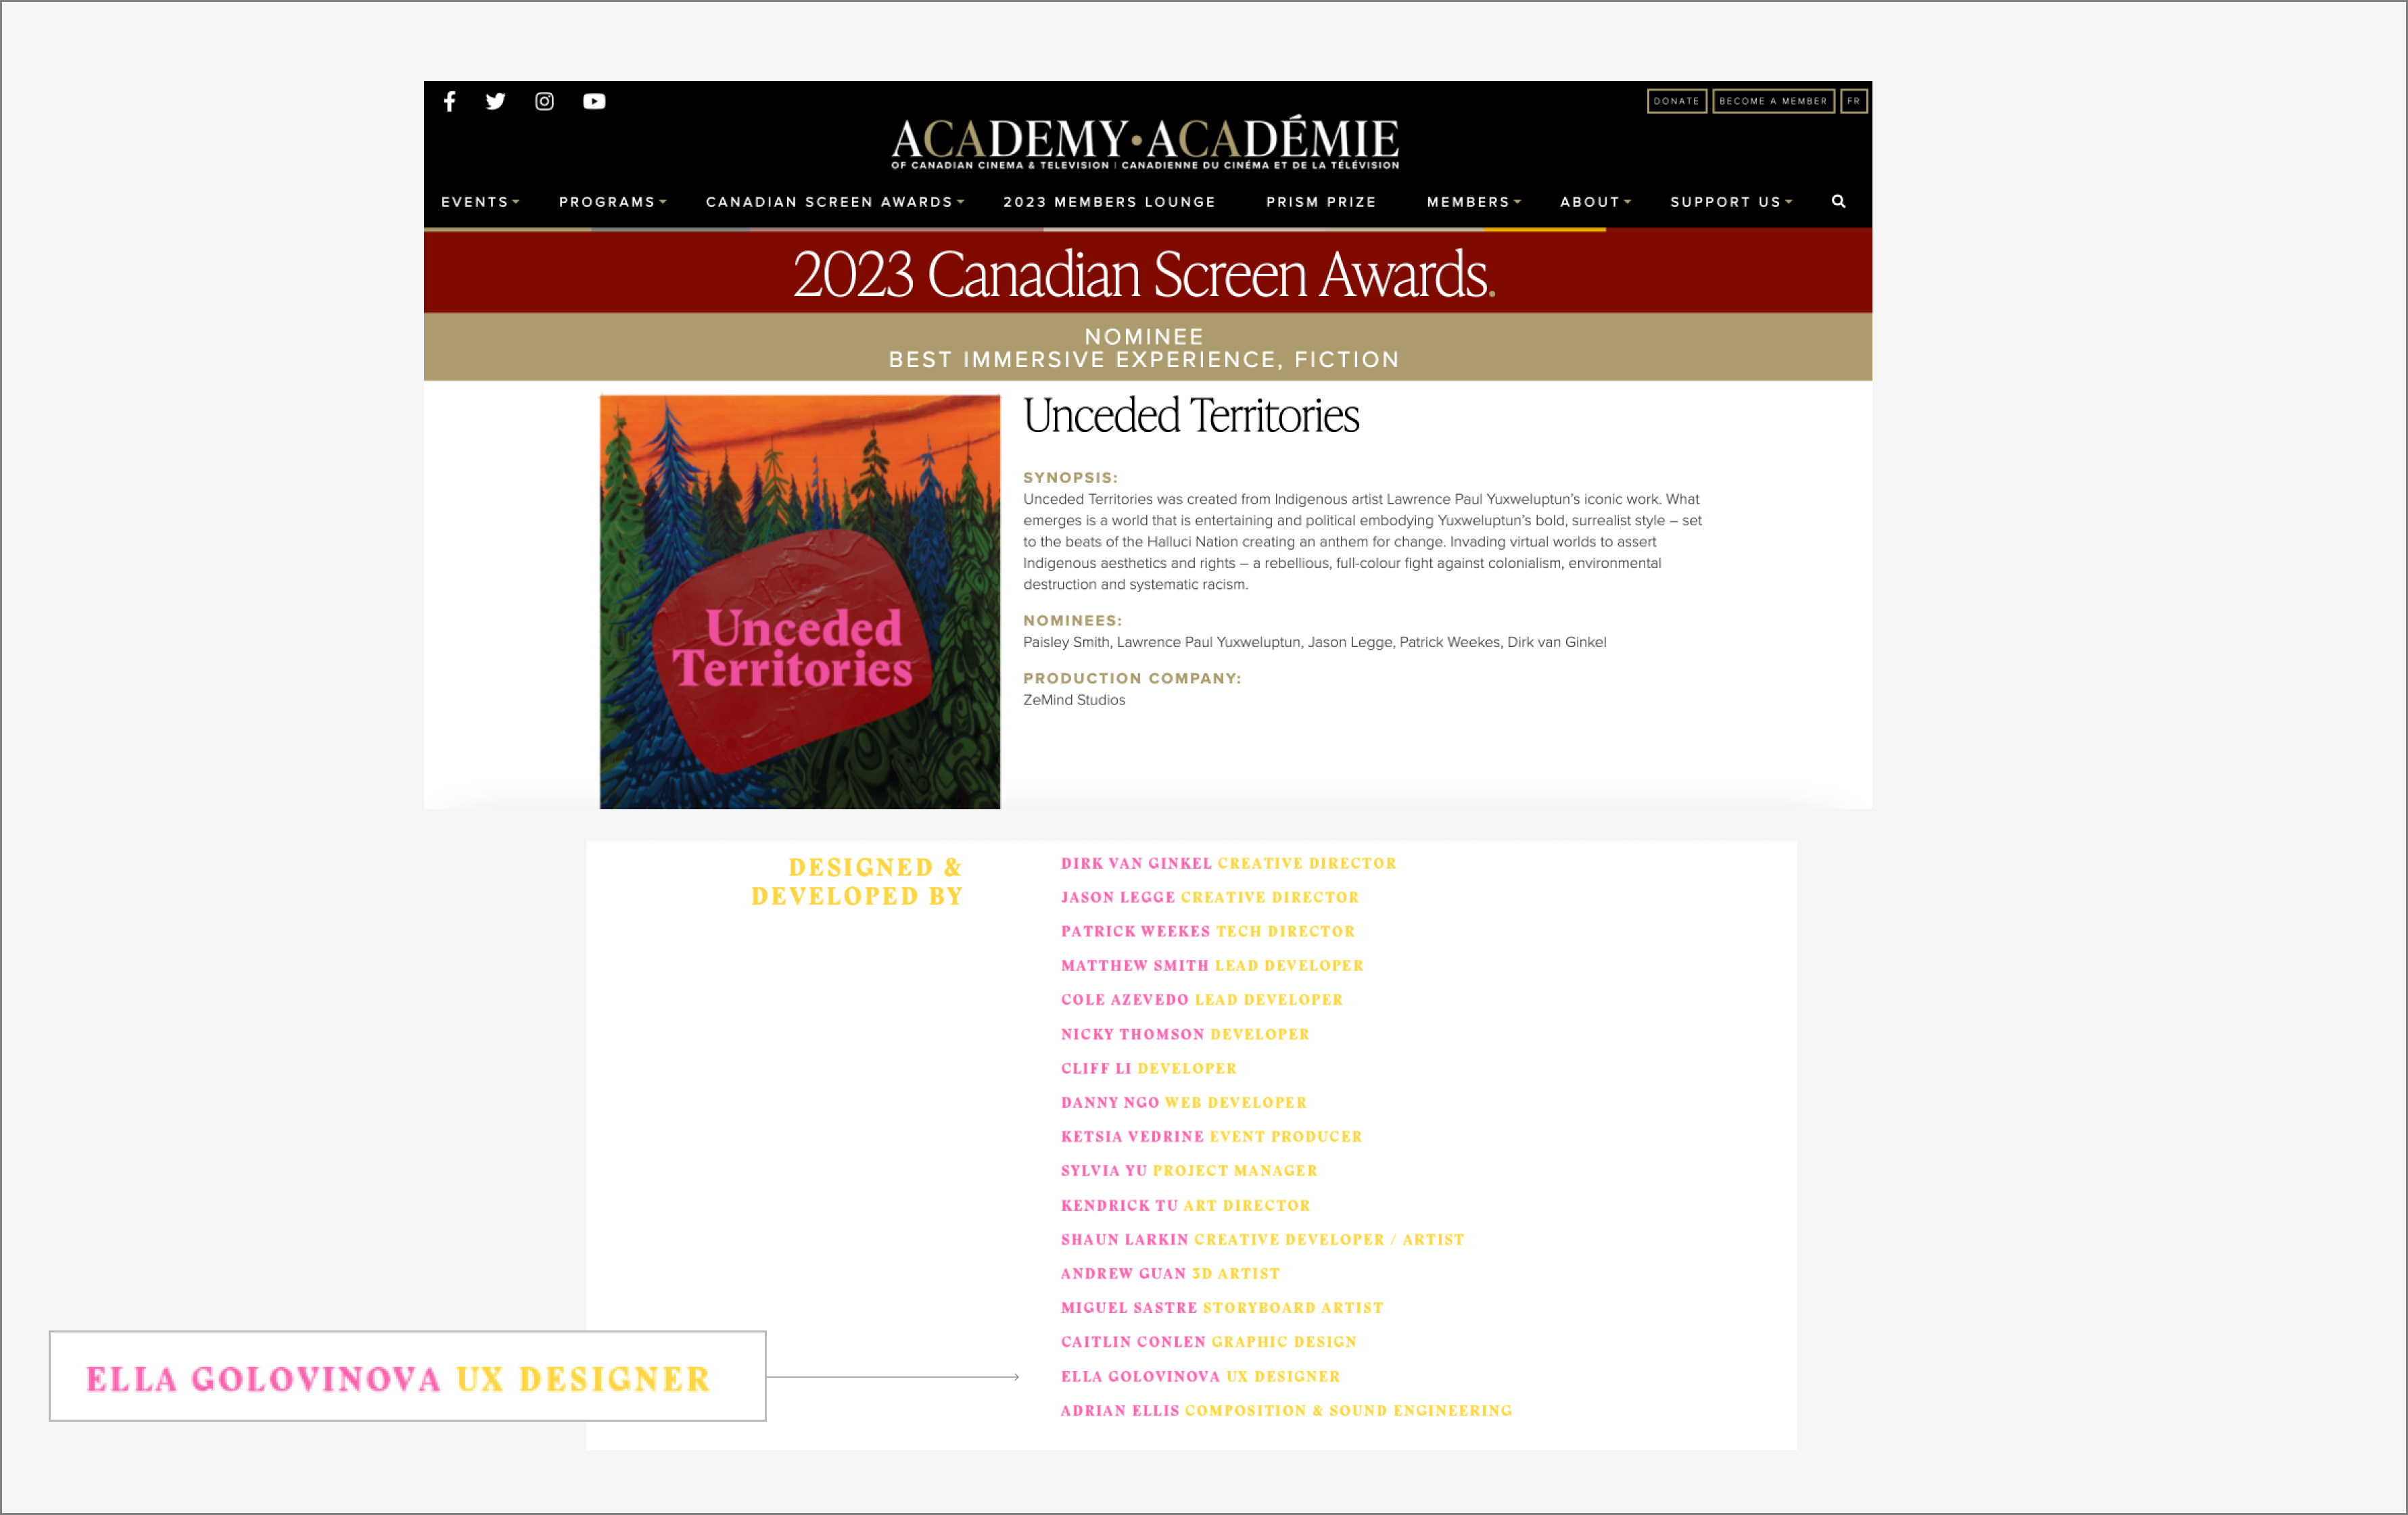 DONATE BECOME A MEMBER FR
ACADEMY•ACADÉMIE
OF CANADIAN CINEMA & TELEVISION | CANADIENNE DU CINÉMA ET DE LA TÉLÉVISION
EVENTS PROGRAMS CANADIAN SCREEN AWARDS 2023 MEMBERS LOUNGE PRISM PRIZE MEMBERS ABOUT SUPPORT US
2023 Canadian Screen Awards.
NOMINEE
BEST IMMERSIVE EXPERIENCE, FICTION
Unceded
Territories
Unceded Territories
SYNOPSIS:
Unceded Territories was created from Indigenous artist Lawrence Paul Yuxweluptun’s iconic work. What
emerges is a world that is entertaining and political embodying Yuxweluptun’s bold, surrealist style – set
to the beats of the Halluci Nation creating an anthem for change. Invading virtual worlds to assert
Indigenous aesthetics and rights – a rebellious, full-colour fight against colonialism, environmental
destruction and systematic racism.
NOMINEES:
Paisley Smith, Lawrence Paul Yuxweluptun, Jason Legge, Patrick Weekes, Dirk van Ginkel
PRODUCTION COMPANY:
ZeMind Studios
DESIGNED &
DEVELOPED BY
DIRK VAN GINKEL CREATIVE DIRECTOR
JASON LEGGE CREATIVE DIRECTOR
PATRICK WEEKES TECH DIRECTOR
MATTHEW SMITH LEAD DEVELOPER
COLE AZEVEDO LEAD DEVELOPER
NICKY THOMSON DEVELOPER
CLIFF LI DEVELOPER
DANNY NGO WEB DEVELOPER
KETSIA VEDRINE EVENT PRODUCER
SYLVIA YU PROJECT MANAGER
KENDRICK TU ART DIRECTOR
SHAUN LARKIN CREATIVE DEVELOPER / ARTIST
ANDREW GUAN 3D ARTIST
MIGUEL SASTRE STORYBOARD ARTIST
CAITLIN CONLEN GRAPHIC DESIGN
ELLA GOLOVINOVA UX DESIGNER
ELLA GOLOVINOVA UX DESIGNER
ADRIAN ELLIS COMPOSITION & SOUND ENGINEERING